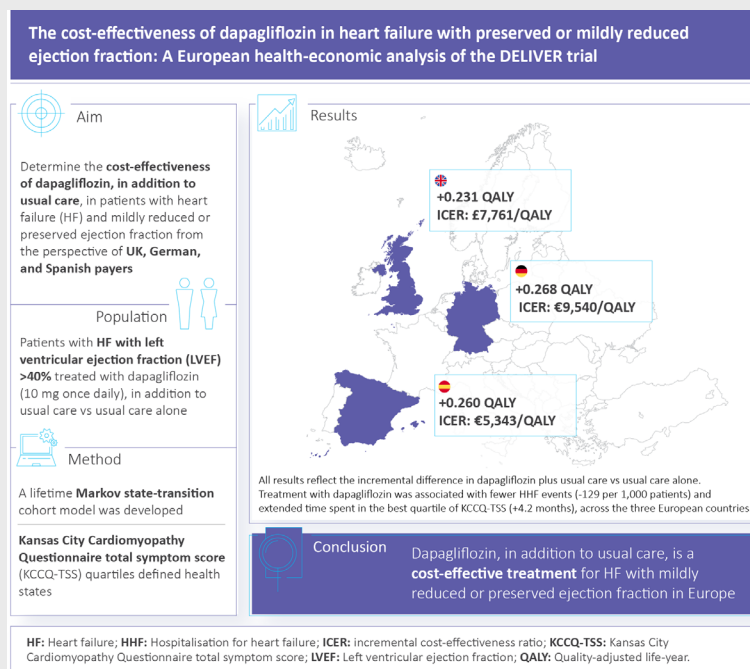 The cost-effectiveness of dapagliflozin in heart failure with preserved or mildly reduced
ejection fraction: A European health-economic analysis of the DELIVER trial
Aim
Determine the cost-effectiveness
of dapagliflozin, in addition to
usual care, in patients with heart
failure (HF) and mildly reduced or
preserved ejection fraction from
the perspective of UK, German,
and Spanish payers
Population
Patients with HF with left
ventricular ejection fraction (LVEF)
>40% treated with dapagliflozin
(10 mg once daily), in addition to
usual care vs usual care alone
Method
A lifetime Markov state-transition
cohort model was developed
Kansas City Cardiomyopathy
Questionnaire total symptom score
(KCCQ-TSS) quartiles defined health
states
Results
+0.231 QALY
ICER: £7,761/QALY
+0.268 QALY
ICER: €9,540/QALY
+0.260 QALY
ICER: €5,343/QALY
All results reflect the incremental difference in dapagliflozin plus usual care vs usual care alone.
Treatment with dapagliflozin was associated with fewer HHF events (-129 per 1,000 patients) and
extended time spent in the best quartile of KCCQ-TSS (+4.2 months), across the three European countries
Conclusion
Dapagliflozin, in addition to usual care, is a
cost-effective treatment for HF with mildly
reduced or preserved ejection fraction in Europe
HF: Heart failure; HHF: Hospitalisation for heart failure; ICER: incremental cost-effectiveness ratio; KCCQ-TSS: Kansas City
Cardiomyopathy Questionnaire total symptom score; LVEF: Left ventricular ejection fraction; QALY: Quality-adjusted life-year.